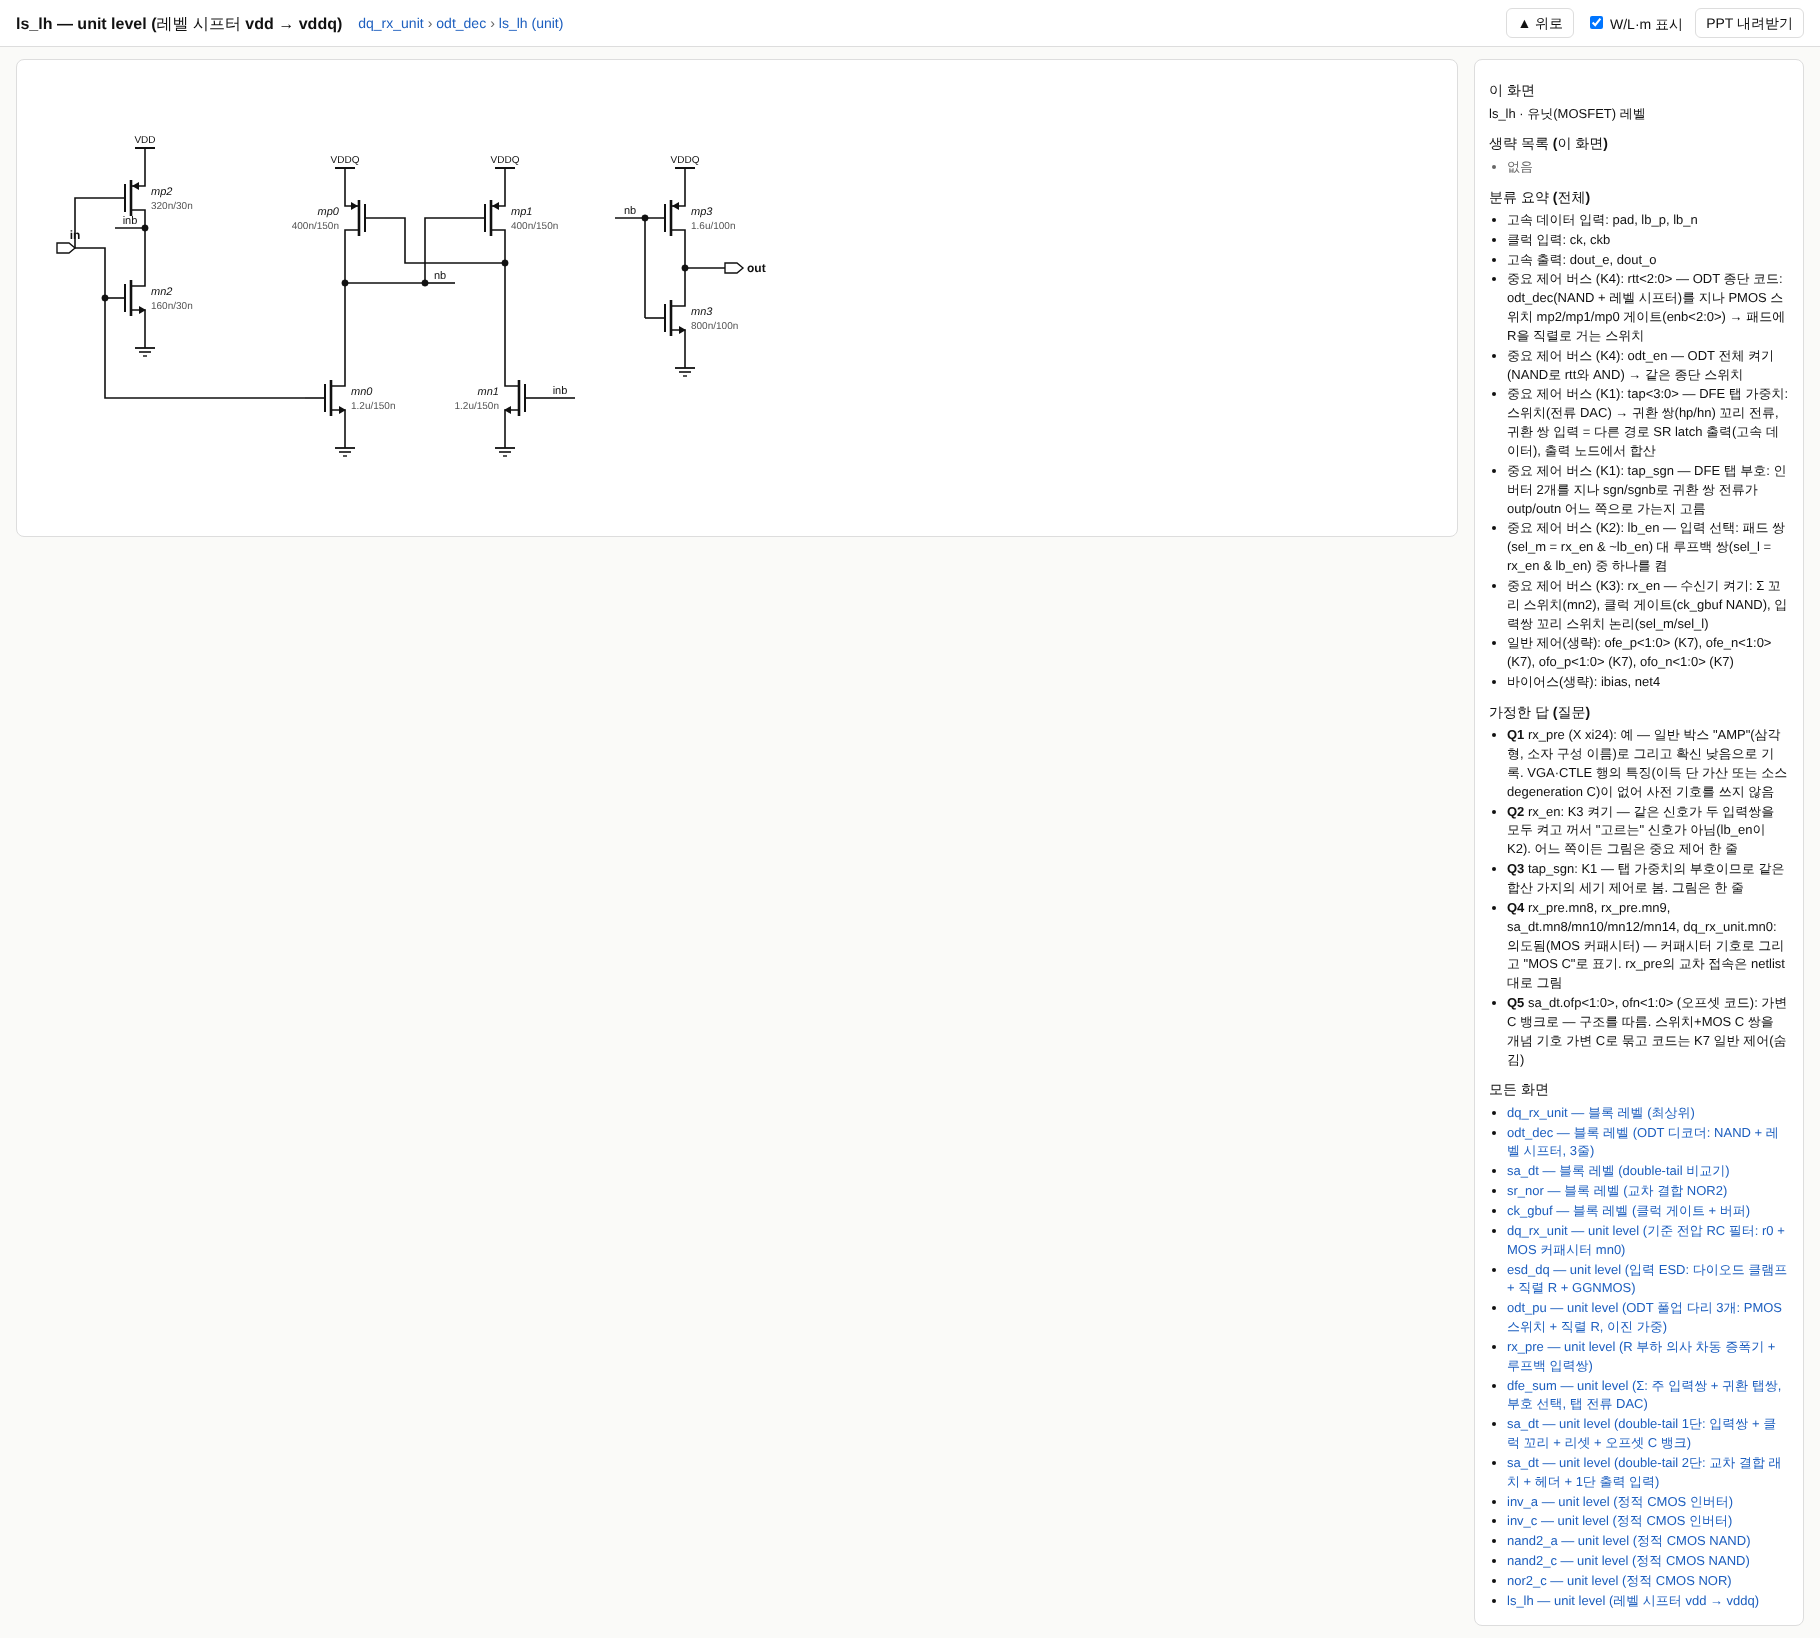 ls_lh — unit level (레벨 시프터 vdd → vddq)
dq_rx_unit › odt_dec › ls_lh (unit)
▲ 위로
W/L·m 표시
PPT 내려받기
VDD
mp2
320n/30n
inb
in
mn2
160n/30n
VDDQ
VDDQ
mp0
400n/150n
mp1
400n/150n
nb
mn0
1.2u/150n
mn1
1.2u/150n
inb
VDDQ
nb
mp3
1.6u/100n
out
mn3
800n/100n
이 화면
ls_lh · 유닛(MOSFET) 레벨
생략 목록 (이 화면)
없음
분류 요약 (전체)
고속 데이터 입력: pad, lb_p, lb_n
클럭 입력: ck, ckb
고속 출력: dout_e, dout_o
중요 제어 버스 (K4): rtt<2:0> — ODT 종단 코드:
odt_dec(NAND + 레벨 시프터)를 지나 PMOS 스
위치 mp2/mp1/mp0 게이트(enb<2:0>) → 패드에
R을 직렬로 거는 스위치
중요 제어 버스 (K4): odt_en — ODT 전체 켜기
(NAND로 rtt와 AND) → 같은 종단 스위치
중요 제어 버스 (K1): tap<3:0> — DFE 탭 가중치:
스위치(전류 DAC) → 귀환 쌍(hp/hn) 꼬리 전류,
귀환 쌍 입력 = 다른 경로 SR latch 출력(고속 데
이터), 출력 노드에서 합산
중요 제어 버스 (K1): tap_sgn — DFE 탭 부호: 인
버터 2개를 지나 sgn/sgnb로 귀환 쌍 전류가
outp/outn 어느 쪽으로 가는지 고름
중요 제어 버스 (K2): lb_en — 입력 선택: 패드 쌍
(sel_m = rx_en & ~lb_en) 대 루프백 쌍(sel_l =
rx_en & lb_en) 중 하나를 켬
중요 제어 버스 (K3): rx_en — 수신기 켜기: Σ 꼬
리 스위치(mn2), 클럭 게이트(ck_gbuf NAND), 입
력쌍 꼬리 스위치 논리(sel_m/sel_l)
일반 제어(생략): ofe_p<1:0> (K7), ofe_n<1:0>
(K7), ofo_p<1:0> (K7), ofo_n<1:0> (K7)
바이어스(생략): ibias, net4
가정한 답 (질문)
Q1 rx_pre (X xi24): 예 — 일반 박스 "AMP"(삼각
형, 소자 구성 이름)로 그리고 확신 낮음으로 기
록. VGA·CTLE 행의 특징(이득 단 가산 또는 소스
degeneration C)이 없어 사전 기호를 쓰지 않음
Q2 rx_en: K3 켜기 — 같은 신호가 두 입력쌍을
모두 켜고 꺼서 "고르는" 신호가 아님(lb_en이
K2). 어느 쪽이든 그림은 중요 제어 한 줄
Q3 tap_sgn: K1 — 탭 가중치의 부호이므로 같은
합산 가지의 세기 제어로 봄. 그림은 한 줄
Q4 rx_pre.mn8, rx_pre.mn9,
sa_dt.mn8/mn10/mn12/mn14, dq_rx_unit.mn0:
의도됨(MOS 커패시터) — 커패시터 기호로 그리
고 "MOS C"로 표기. rx_pre의 교차 접속은 netlist
대로 그림
Q5 sa_dt.ofp<1:0>, ofn<1:0> (오프셋 코드): 가변
C 뱅크로 — 구조를 따름. 스위치+MOS C 쌍을
개념 기호 가변 C로 묶고 코드는 K7 일반 제어(숨
김)
모든 화면
dq_rx_unit — 블록 레벨 (최상위)
odt_dec — 블록 레벨 (ODT 디코더: NAND + 레
벨 시프터, 3줄)
sa_dt — 블록 레벨 (double-tail 비교기)
sr_nor — 블록 레벨 (교차 결합 NOR2)
ck_gbuf — 블록 레벨 (클럭 게이트 + 버퍼)
dq_rx_unit — unit level (기준 전압 RC 필터: r0 +
MOS 커패시터 mn0)
esd_dq — unit level (입력 ESD: 다이오드 클램프
+ 직렬 R + GGNMOS)
odt_pu — unit level (ODT 풀업 다리 3개: PMOS
스위치 + 직렬 R, 이진 가중)
rx_pre — unit level (R 부하 의사 차동 증폭기 +
루프백 입력쌍)
dfe_sum — unit level (Σ: 주 입력쌍 + 귀환 탭쌍,
부호 선택, 탭 전류 DAC)
sa_dt — unit level (double-tail 1단: 입력쌍 + 클
럭 꼬리 + 리셋 + 오프셋 C 뱅크)
sa_dt — unit level (double-tail 2단: 교차 결합 래
치 + 헤더 + 1단 출력 입력)
inv_a — unit level (정적 CMOS 인버터)
inv_c — unit level (정적 CMOS 인버터)
nand2_a — unit level (정적 CMOS NAND)
nand2_c — unit level (정적 CMOS NAND)
nor2_c — unit level (정적 CMOS NOR)
ls_lh — unit level (레벨 시프터 vdd → vddq)